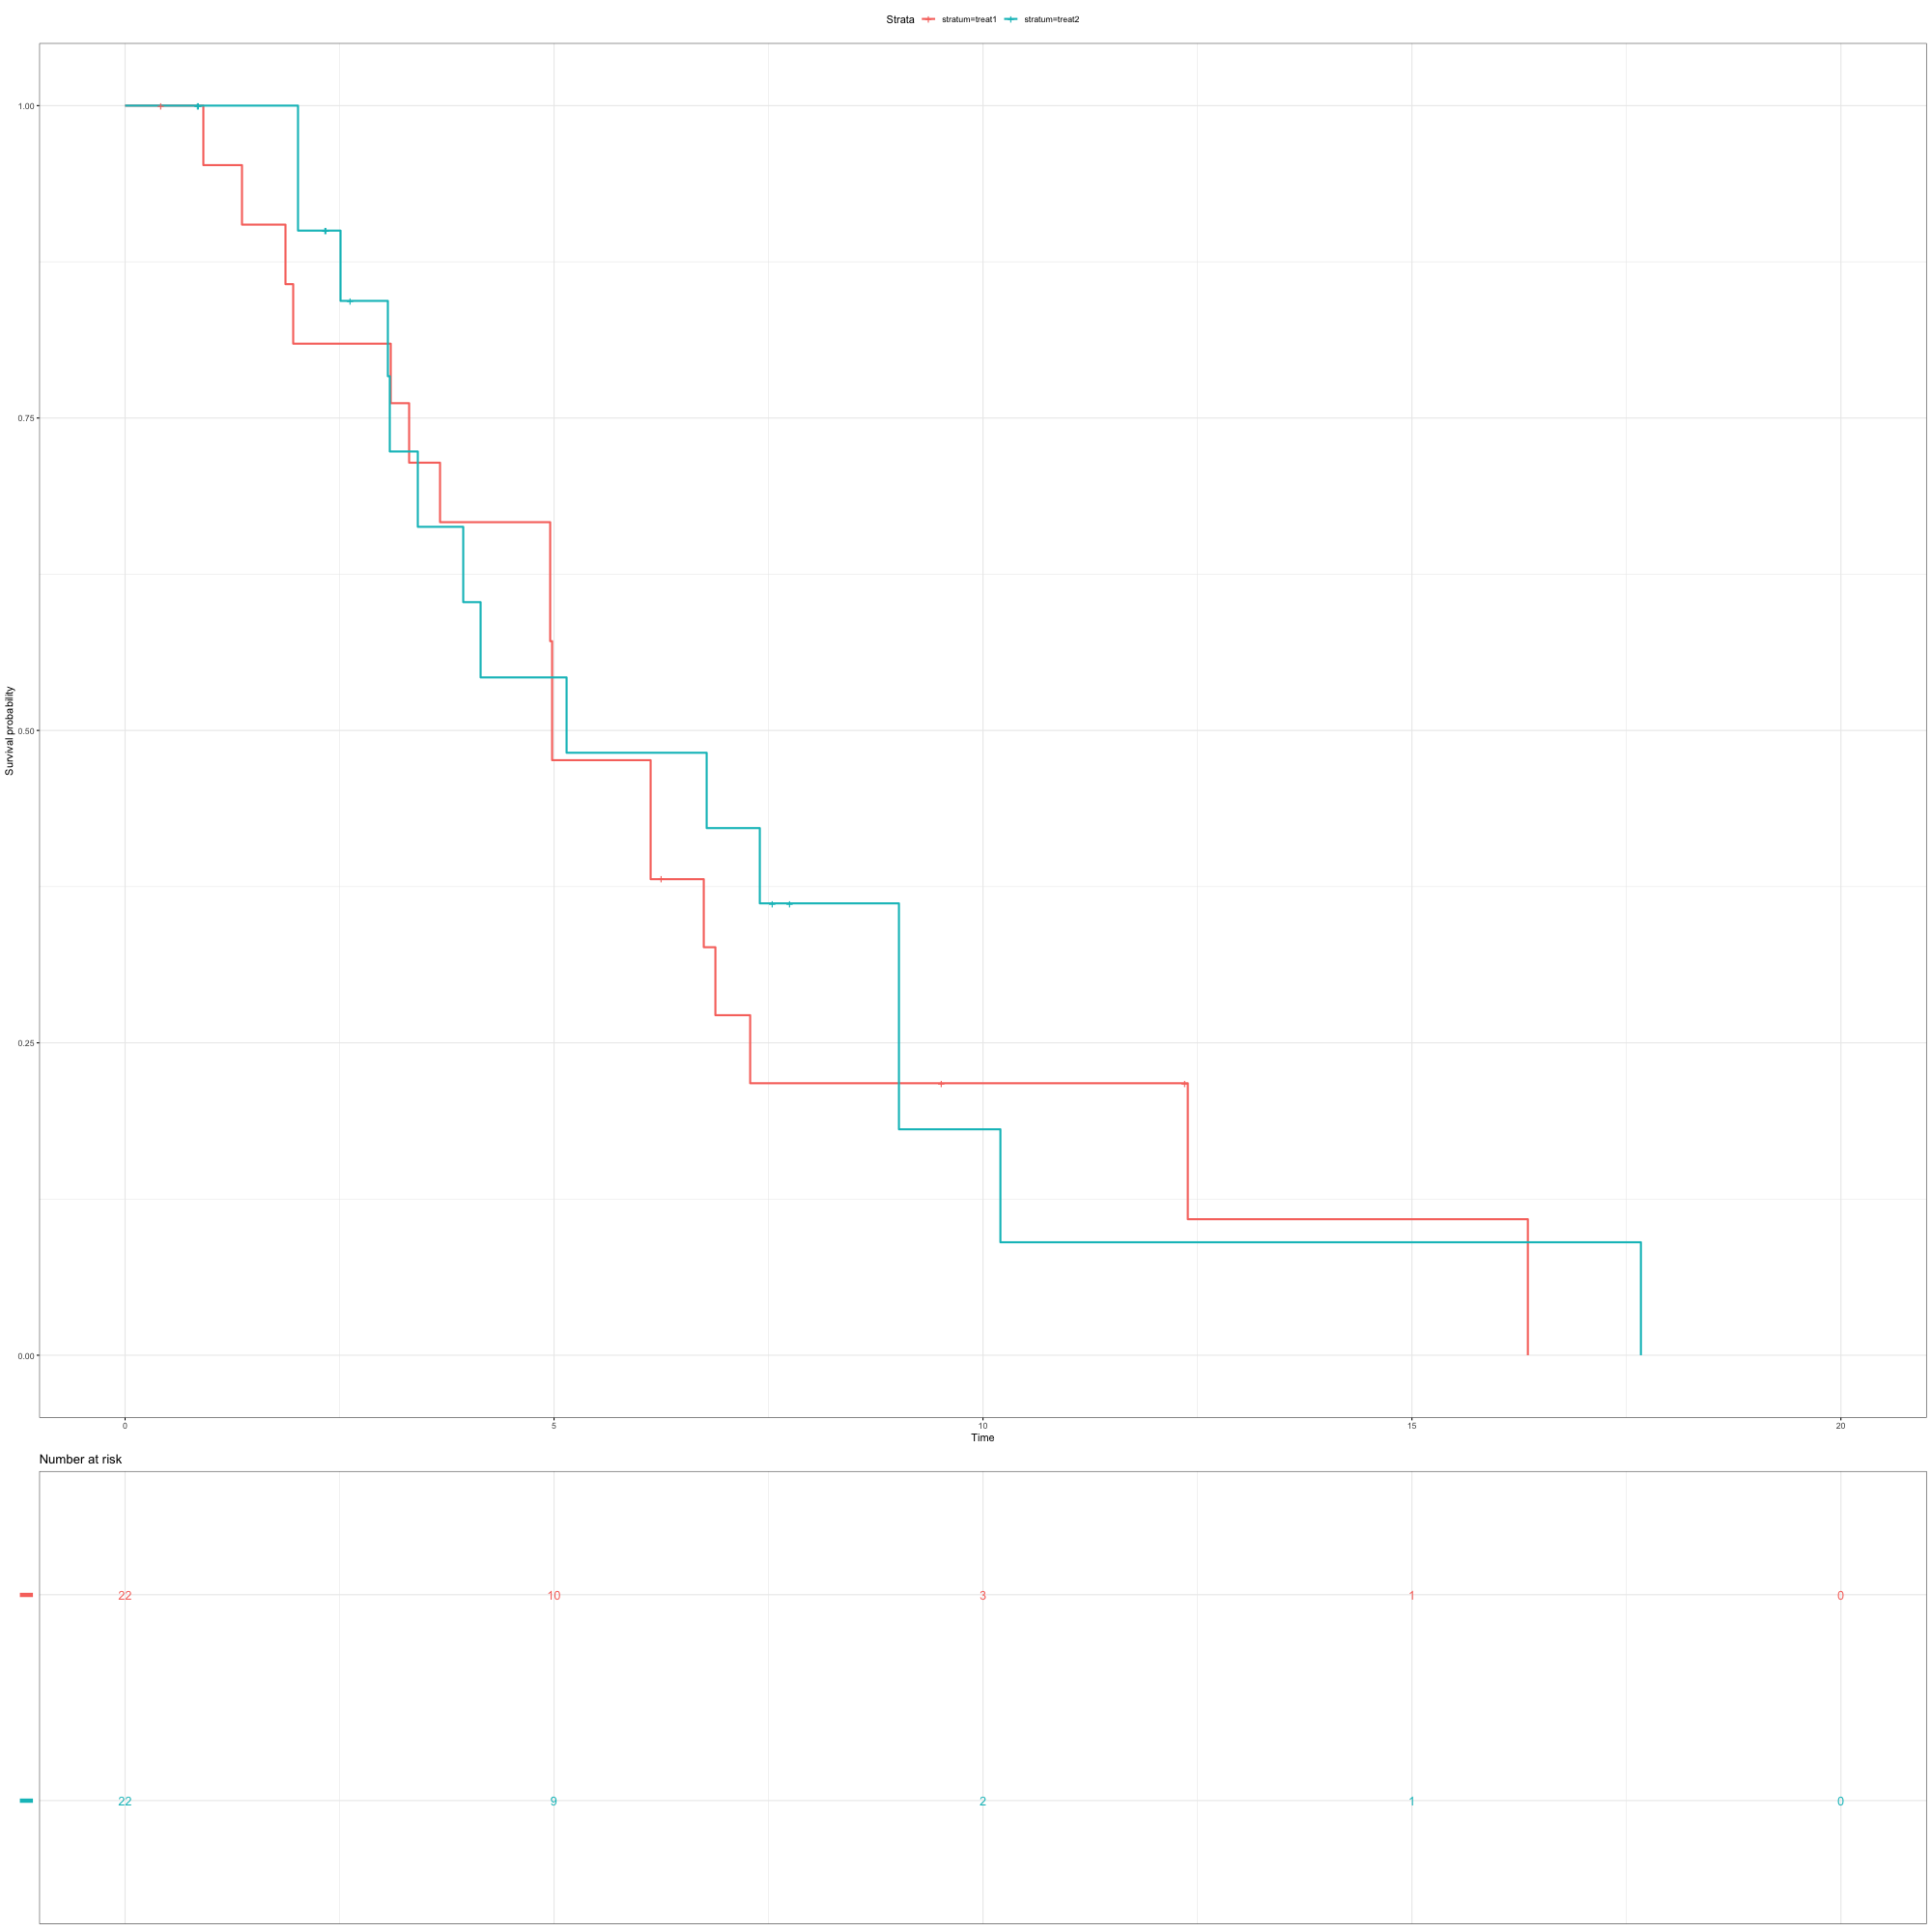 Strata stratum=treat1 stratum=treat2
1.00
0.75
0.50
0.25
0.00
Survival probability
0 5 10 15 20
Time
Number at risk
22 10 3 1 0
22 9 2 1 0